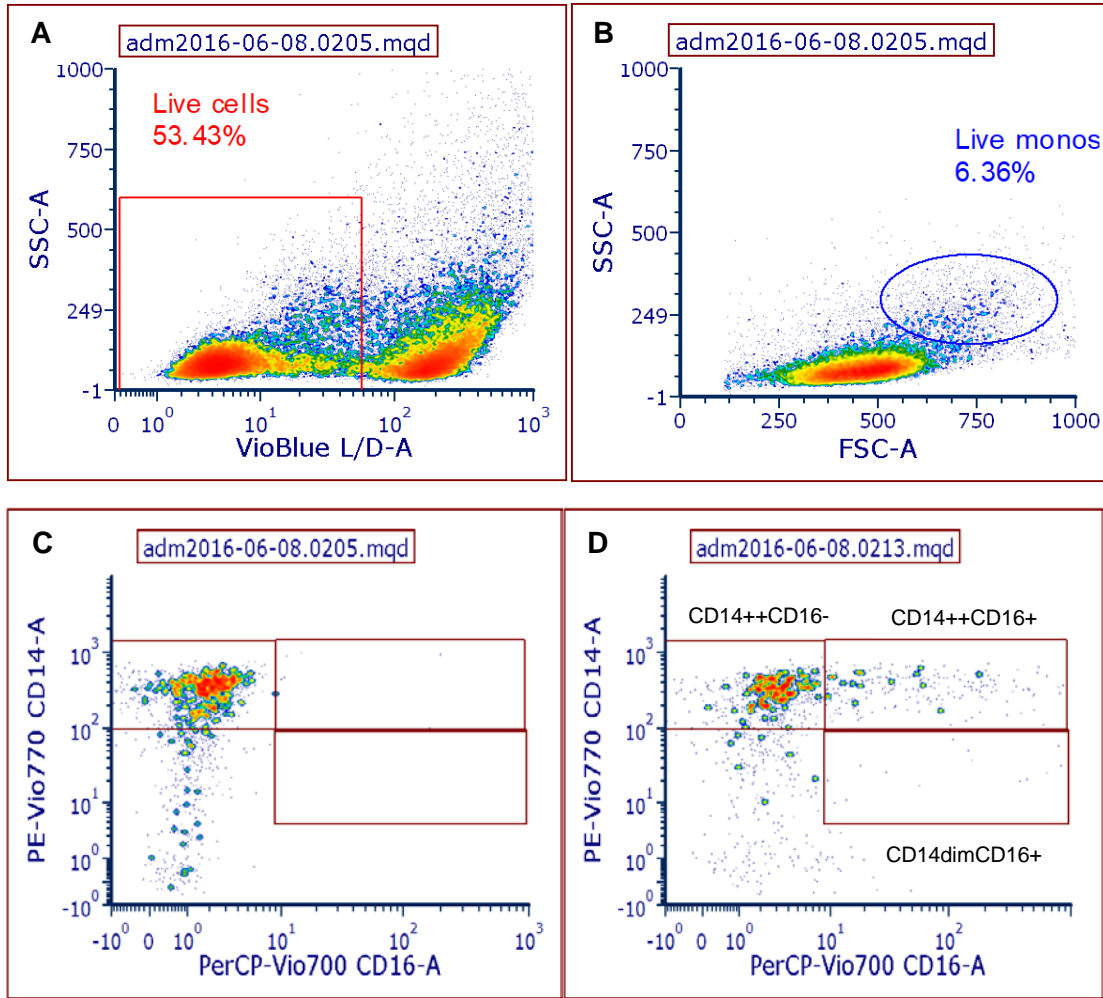 A
adm2016-06-08.0205.mqd
Live cells
53.43%
SSC-A
1000
750
500
249
-1
0 10^0 10^1 10^2 10^3
VioBlue L/D-A
B
adm2016-06-08.0205.mqd
Live monos
6.36%
SSC-A
1000
750
500
249
-1
0 250 500 750 1000
FSC-A
C
adm2016-06-08.0205.mqd
PE-Vio770 CD14-A
10^3
10^2
10^1
10^0
-10^0
-10^0 0 10^0 10^1 10^2 10^3
PerCP-Vio700 CD16-A
D
adm2016-06-08.0213.mqd
CD14++CD16-
CD14++CD16+
PE-Vio770 CD14-A
10^3
10^2
10^1
10^0
-10^0
CD14dimCD16+
-10^0 0 10^0 10^1 10^2
PerCP-Vio700 CD16-A